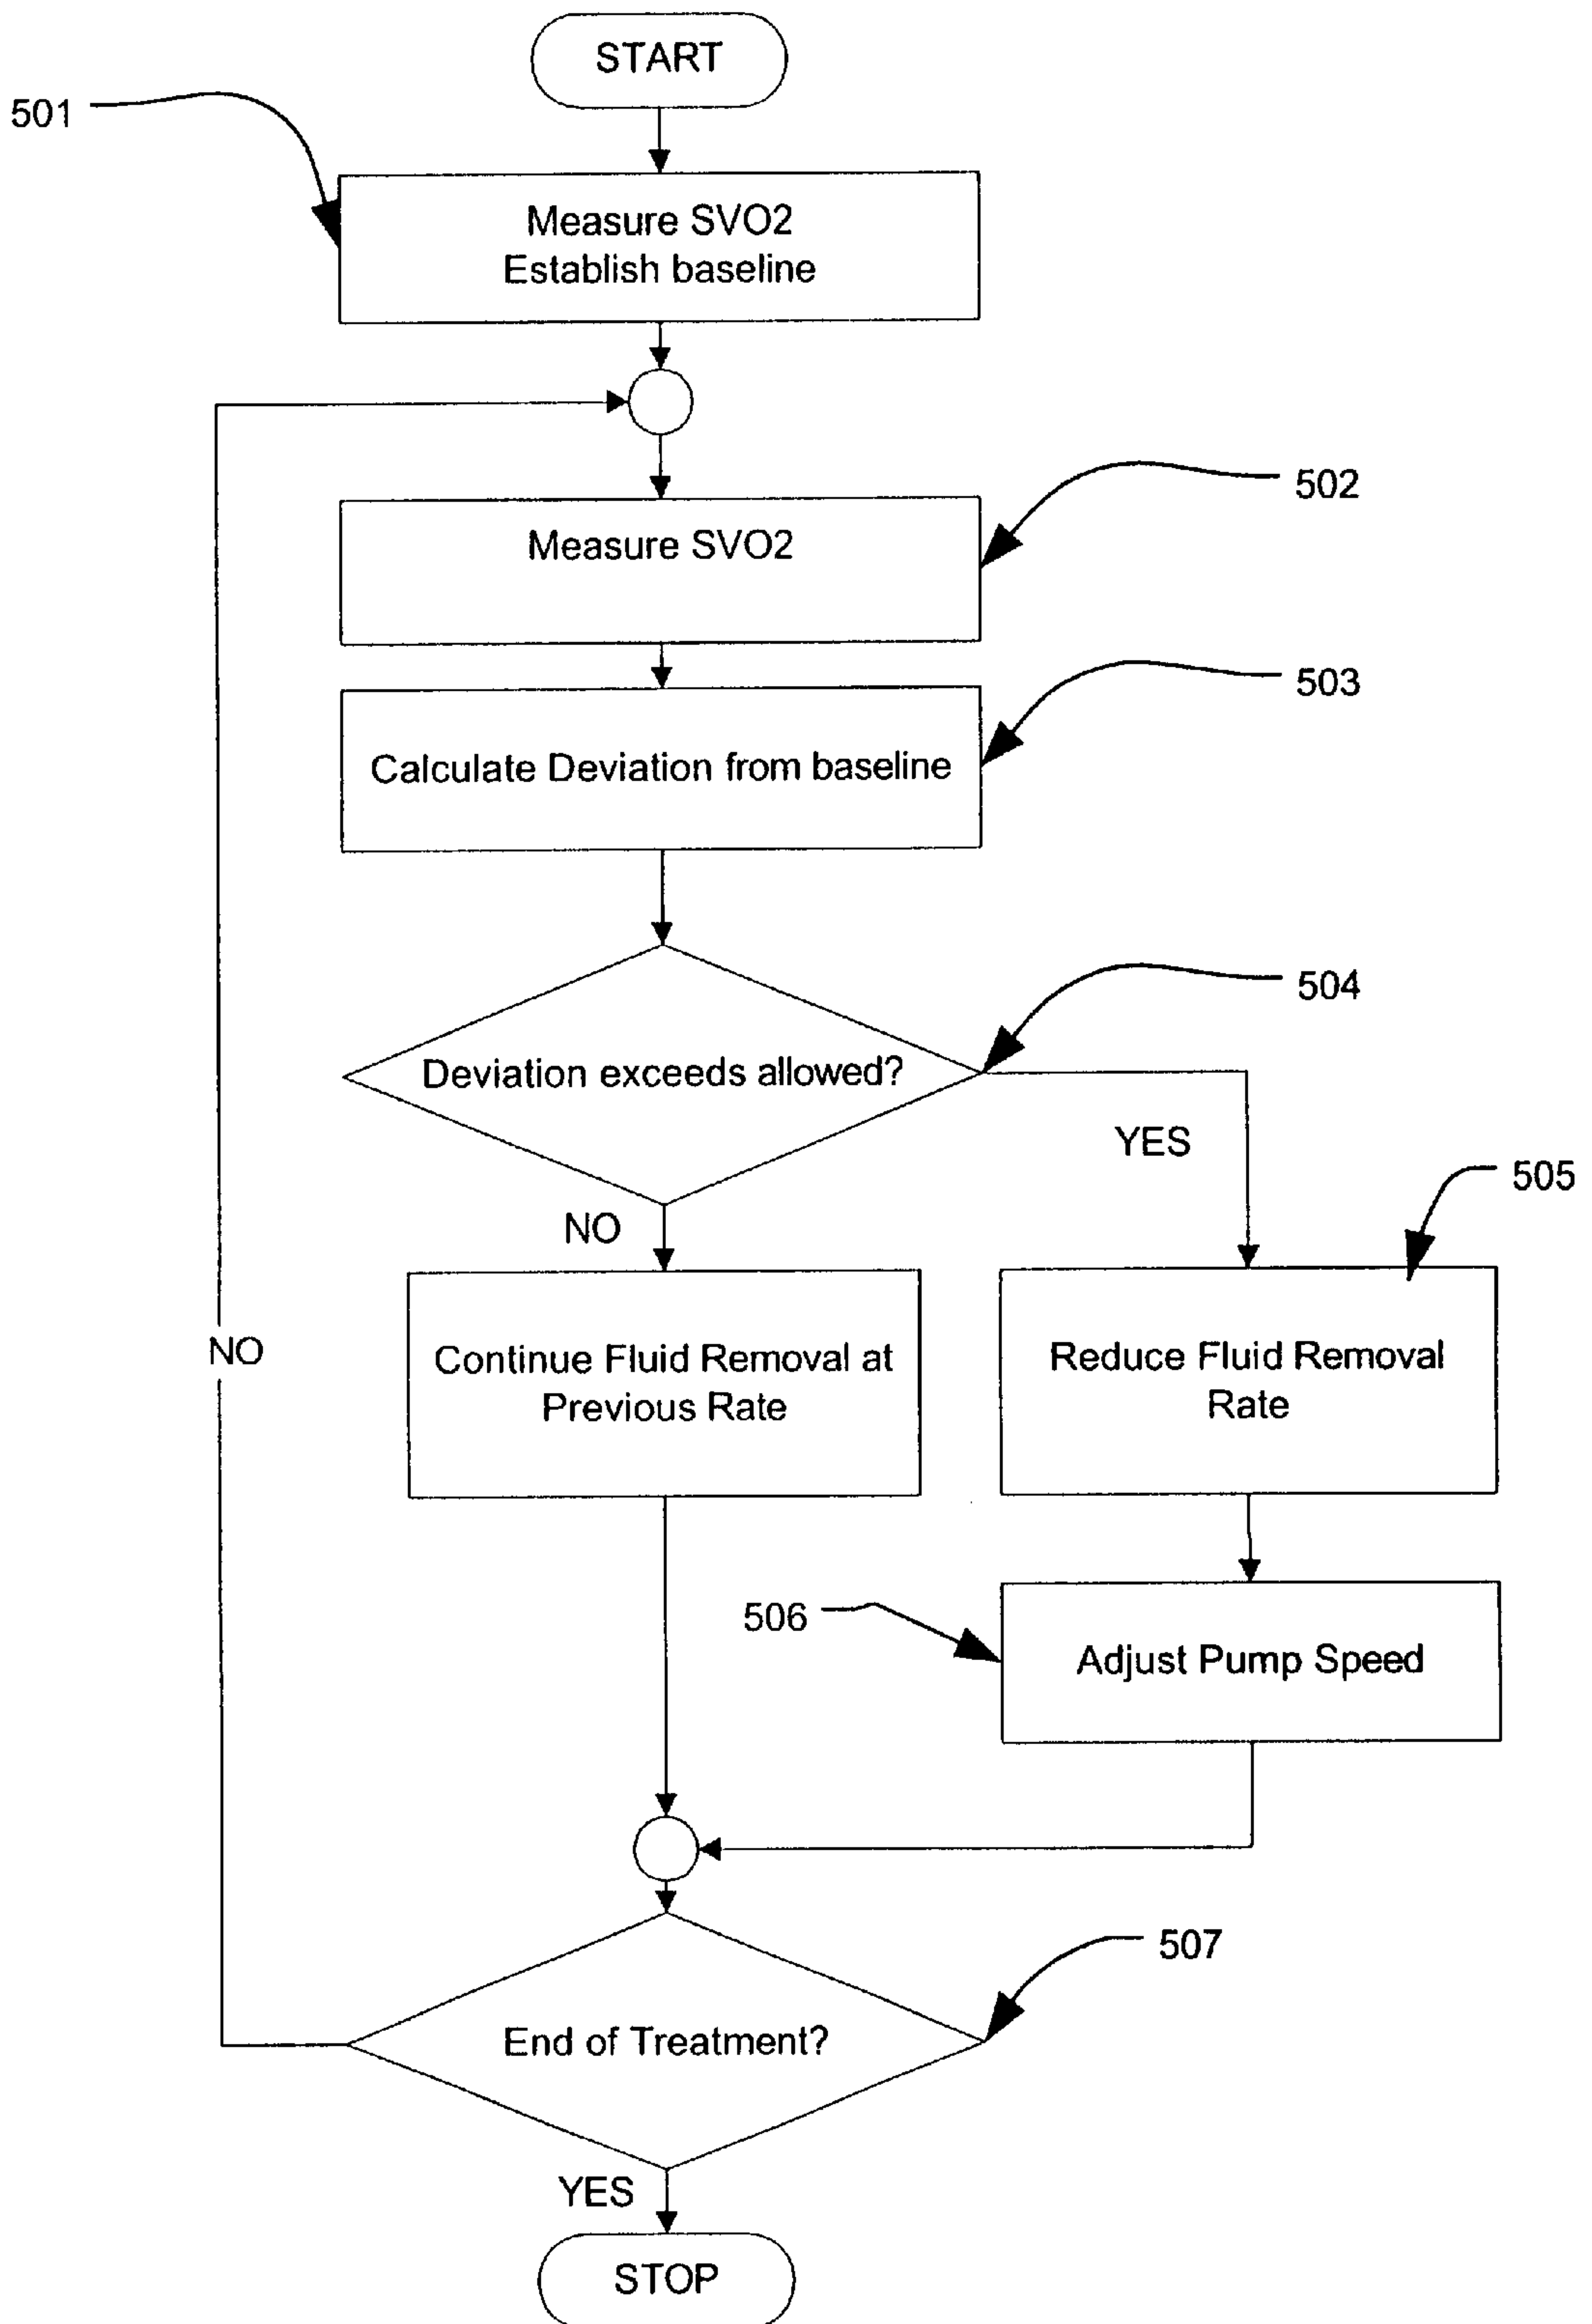 START
501
Measure SVO2
Establish baseline
502
Measure SVO2
503
Calculate Deviation from baseline
504
Deviation exceeds allowed?
YES
505
NO
NO
Continue Fluid Removal at
Previous Rate
Reduce Fluid Removal
Rate
506
Adjust Pump Speed
507
End of Treatment?
YES
STOP